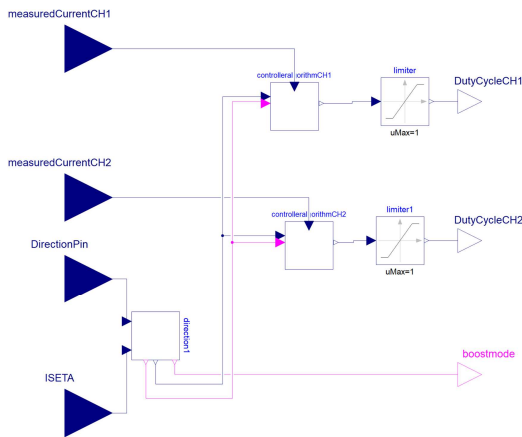 measuredCurrentCH1
controlleralgorithmCH1
limiter
DutyCycleCH1
uMax=1
measuredCurrentCH2
controlleralgorithmCH2
limiter1
DutyCycleCH2
DirectionPin
uMax=1
direction1
boostmode
ISETA